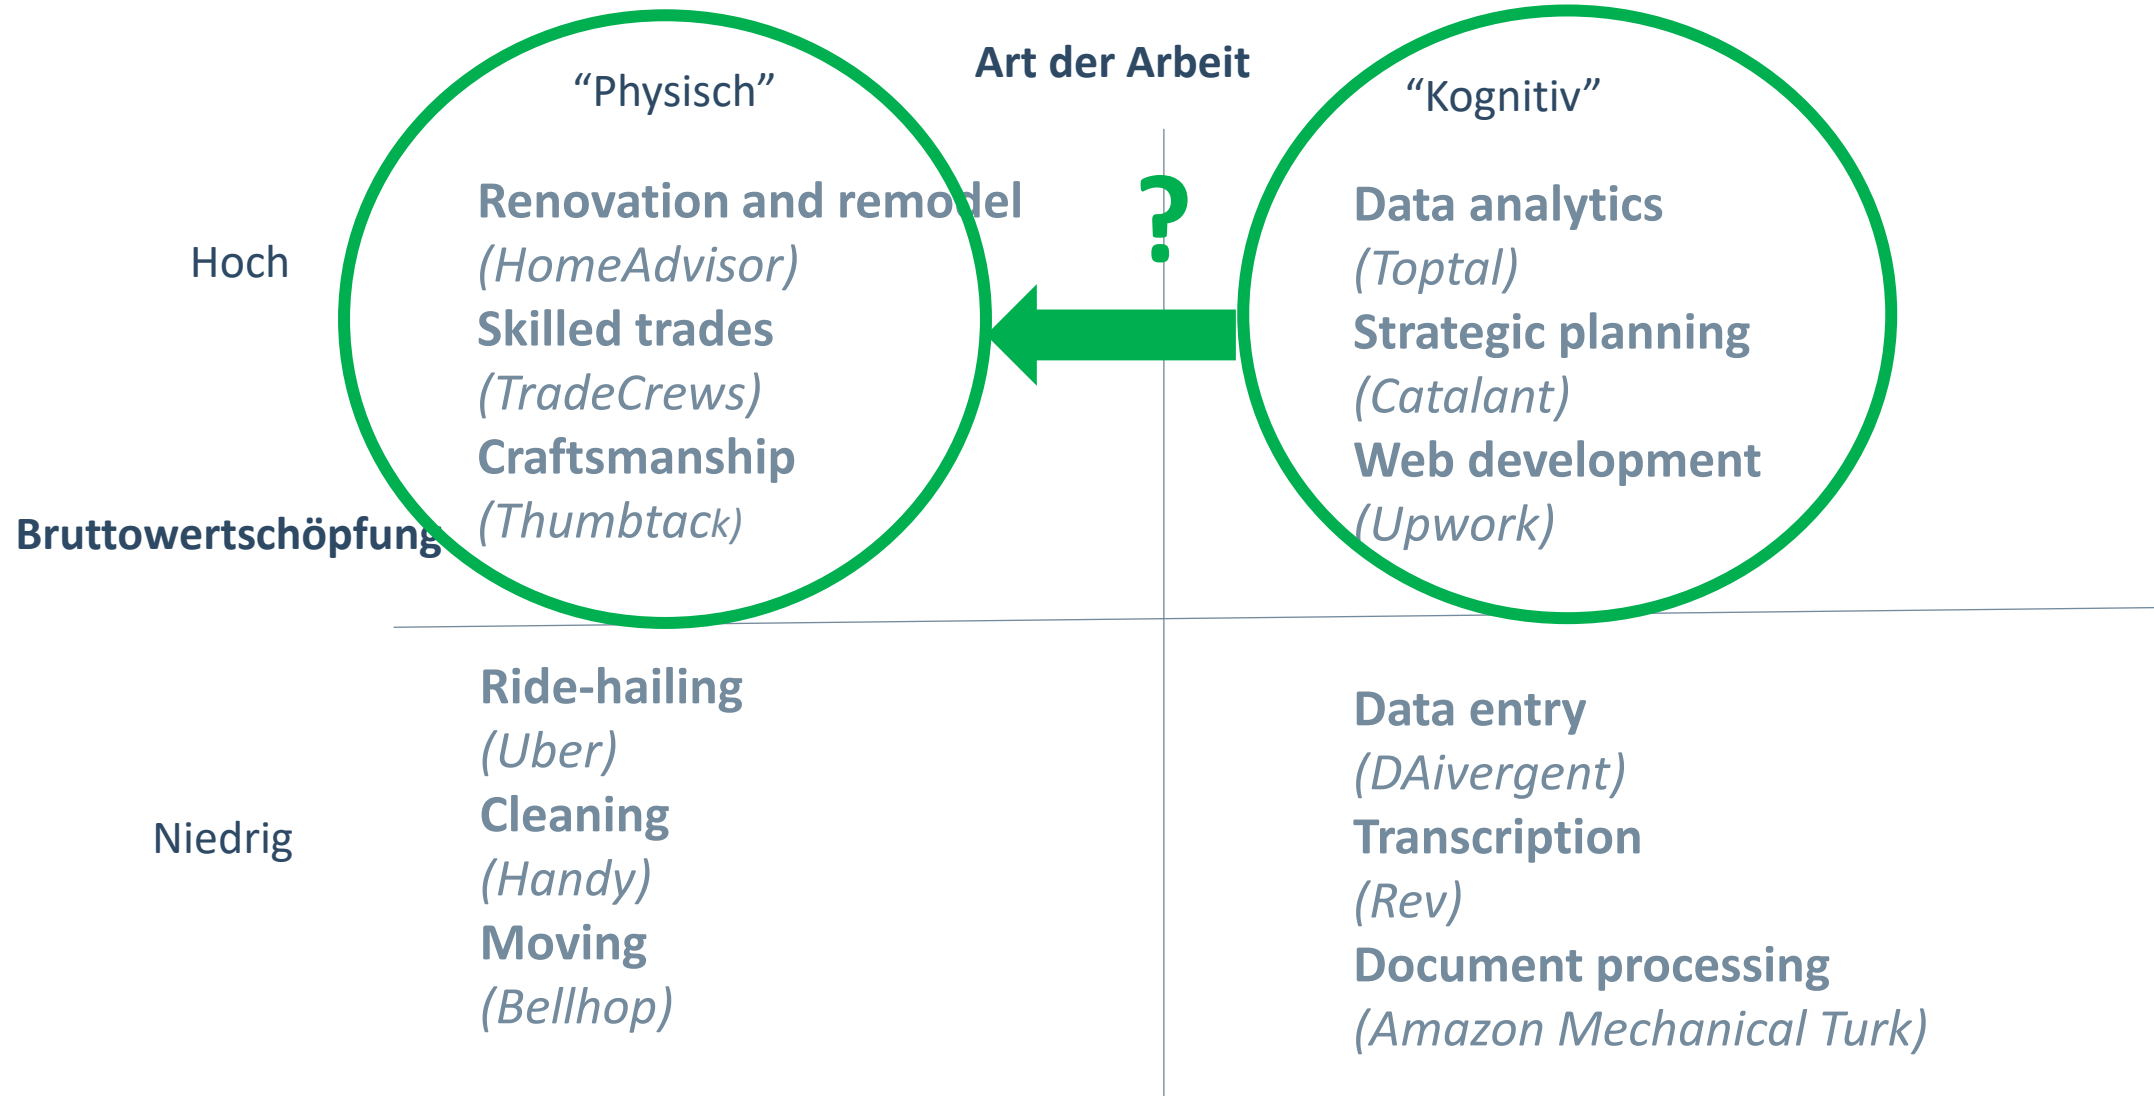 Art der Arbeit
“Physisch”
“Kognitiv”
Hoch
Renovation and remodel
(HomeAdvisor)
Skilled trades
(TradeCrews)
Craftsmanship
(Thumbtack)
?
Data analytics
(Toptal)
Strategic planning
(Catalant)
Web development
(Upwork)
Bruttowertschöpfung
Niedrig
Ride-hailing
(Uber)
Cleaning
(Handy)
Moving
(Bellhop)
Data entry
(DAivergent)
Transcription
(Rev)
Document processing
(Amazon Mechanical Turk)